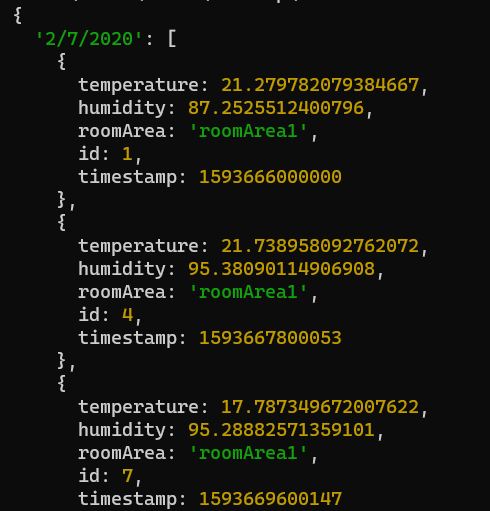 {
'2/7/2020': [
{
temperature: 21.279782079384667,
humidity: 87.2525512400796,
roomArea: 'roomArea1',
id: 1,
timestamp: 1593666000000
},
{
temperature: 21.738958092762072,
humidity: 95.38090114906908,
roomArea: 'roomArea1',
id: 4,
timestamp: 1593667800053
},
{
temperature: 17.787349672007622,
humidity: 95.28882571359101,
roomArea: 'roomArea1',
id: 7,
timestamp: 1593669600147